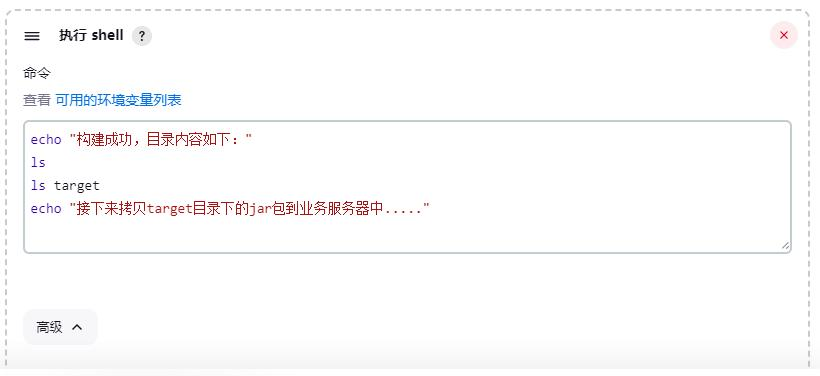 执行 shell ?
命令
查看 可用的环境变量列表
echo "构建成功，目录内容如下："
ls
ls target
echo "接下来拷贝target目录下的jar包到业务服务器中....."
高级